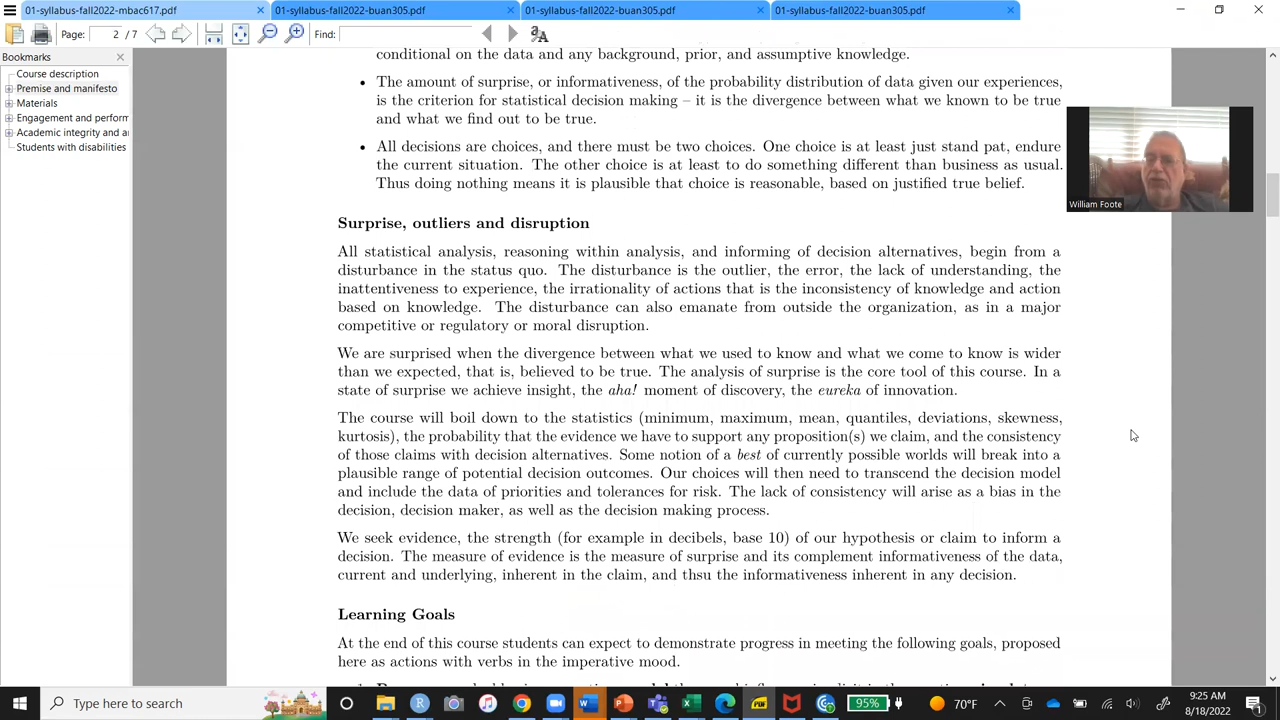 01-syllabus-fall2022-mbac617.pdf
01-syllabus-fall2022-buan305.pdf
01-syllabus-fall2022-buan305.pdf
01-syllabus-fall2022-buan305.pdf
Page: 2 / 7
Find:
Bookmarks
Course description
Premise and manifesto
Materials
Engagement and perform
Academic integrity and ar
Students with disabilities
conditional on the data and any background, prior, and assumptive knowledge.
• The amount of surprise, or informativeness, of the probability distribution of data given our experiences,
is the criterion for statistical decision making – it is the divergence between what we known to be true
and what we find out to be true.
• All decisions are choices, and there must be two choices. One choice is at least just stand pat, endure
the current situation. The other choice is at least to do something different than business as usual.
Thus doing nothing means it is plausible that choice is reasonable, based on justified true belief.
William Foote
Surprise, outliers and disruption
All statistical analysis, reasoning within analysis, and informing of decision alternatives, begin from a
disturbance in the status quo. The disturbance is the outlier, the error, the lack of understanding, the
inattentiveness to experience, the irrationality of actions that is the inconsistency of knowledge and action
based on knowledge. The disturbance can also emanate from outside the organization, as in a major
competitive or regulatory or moral disruption.
We are surprised when the divergence between what we used to know and what we come to know is wider
than we expected, that is, believed to be true. The analysis of surprise is the core tool of this course. In a
state of surprise we achieve insight, the aha! moment of discovery, the eureka of innovation.
The course will boil down to the statistics (minimum, maximum, mean, quantiles, deviations, skewness,
kurtosis), the probability that the evidence we have to support any proposition(s) we claim, and the consistency
of those claims with decision alternatives. Some notion of a best of currently possible worlds will break into a
plausible range of potential decision outcomes. Our choices will then need to transcend the decision model
and include the data of priorities and tolerances for risk. The lack of consistency will arise as a bias in the
decision, decision maker, as well as the decision making process.
We seek evidence, the strength (for example in decibels, base 10) of our hypothesis or claim to inform a
decision. The measure of evidence is the measure of surprise and its complement informativeness of the data,
current and underlying, inherent in the claim, and thsu the informativeness inherent in any decision.
Learning Goals
At the end of this course students can expect to demonstrate progress in meeting the following goals, proposed
here as actions with verbs in the imperative mood.
Type here to search
95%
70°F
9:25 AM
8/18/2022